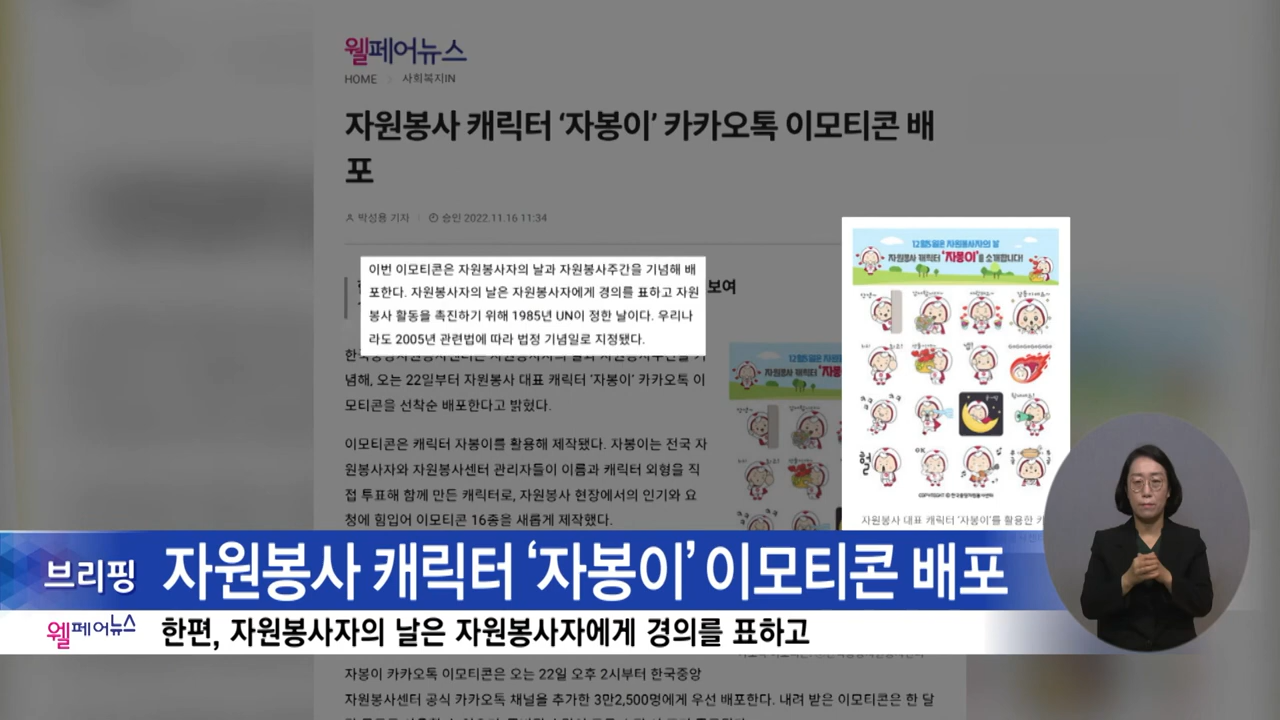 웰페어뉴스
HOME 사회복지IN
자원봉사 캐릭터 ‘자봉이’ 카카오톡 이모티콘 배
포
박성용 기자 승인 2022.11.16 11:34
이번 이모티콘은 자원봉사자의 날과 자원봉사주간을 기념해 배
포한다. 자원봉사자의 날은 자원봉사자에게 경의를 표하고 자원
봉사 활동을 촉진하기 위해 1985년 UN이 정한 날이다. 우리나
라도 2005년 관련법에 따라 법정 기념일로 지정됐다.
보여
념해, 오는 22일부터 자원봉사 대표 캐릭터 ‘자봉이’ 카카오톡 이
모티콘을 선착순 배포한다고 밝혔다.
이모티콘은 캐릭터 자봉이를 활용해 제작됐다. 자봉이는 전국 자
원봉사자와 자원봉사센터 관리자들이 이름과 캐릭터 외형을 직
접 투표해 함께 만든 캐릭터로, 자원봉사 현장에서의 인기와 요
청에 힘입어 이모티콘 16종을 새롭게 제작했다.
12월5일은 자원봉사자의 날
자원봉사 캐릭터 '자봉이'를 소개합니다!
헐
OK
COPYRIGHT © 한국중앙자원봉사센터
자원봉사 대표 캐릭터 ‘자봉이’를 활용한 카
브리핑
자원봉사 캐릭터 ‘자봉이’ 이모티콘 배포
웰페어뉴스
한편, 자원봉사자의 날은 자원봉사자에게 경의를 표하고
자봉이 카카오톡 이모티콘은 오는 22일 오후 2시부터 한국중앙
자원봉사센터 공식 카카오톡 채널을 추가한 3만2,500명에게 우선 배포한다. 내려 받은 이모티콘은 한 달